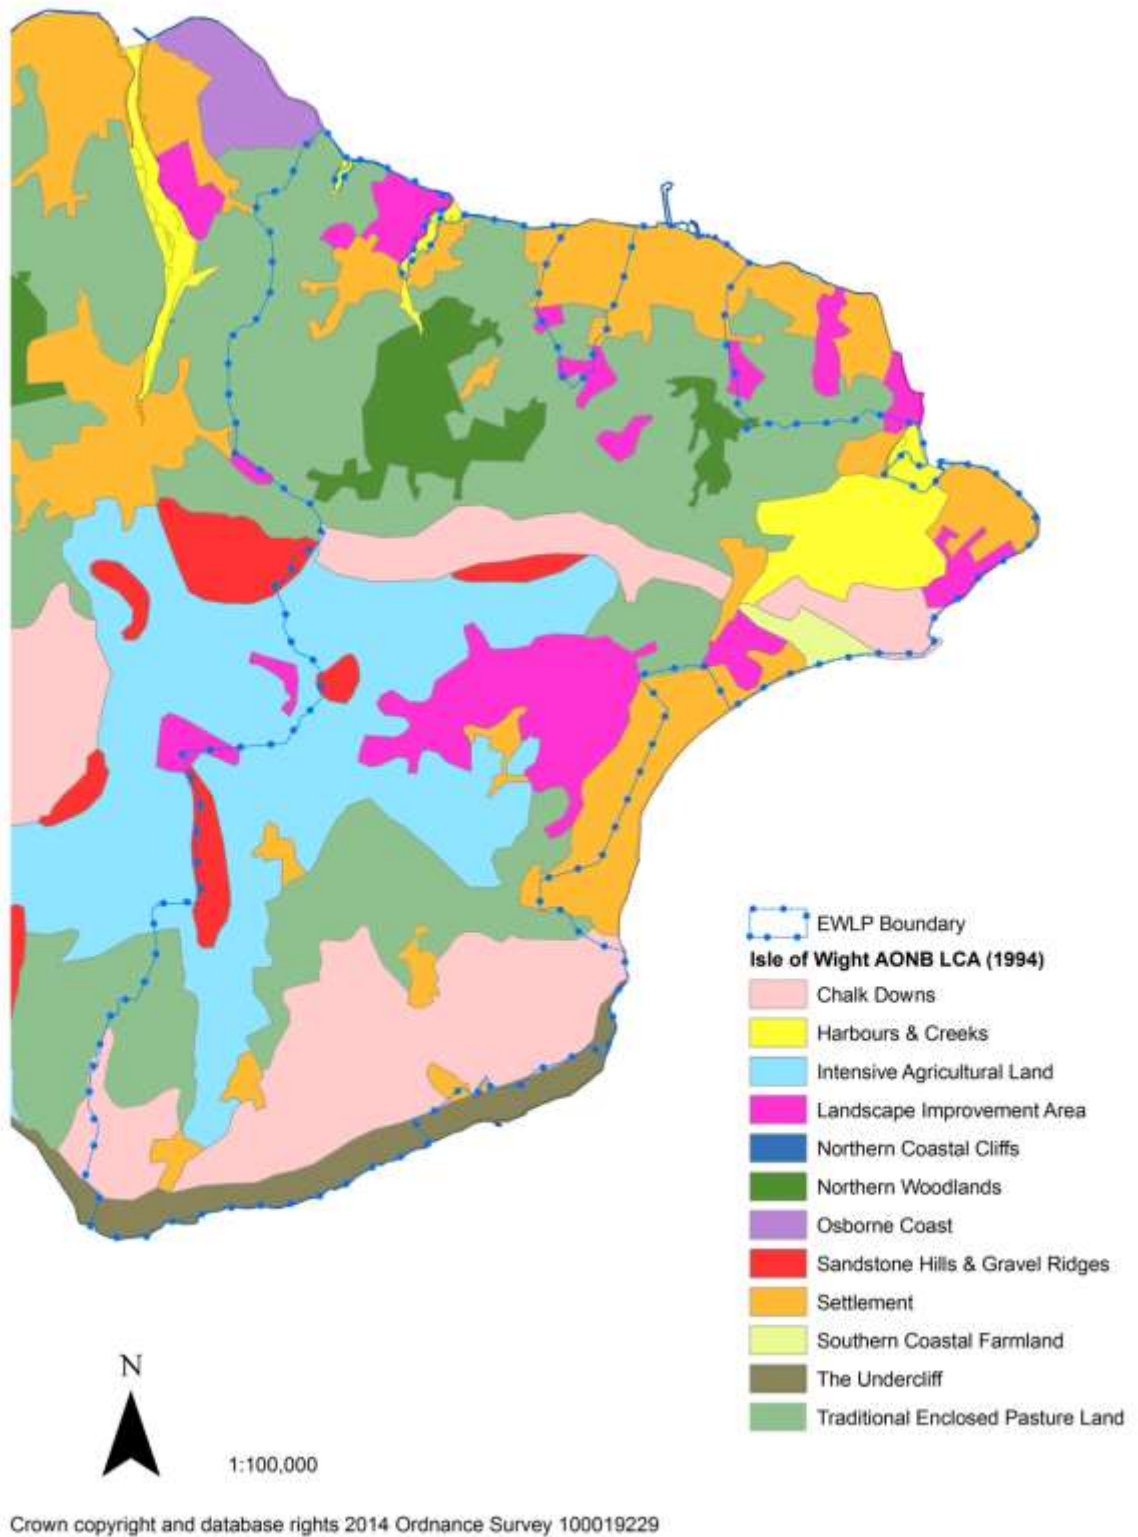 EWLP Boundary
Isle of Wight AONB LCA (1994)
Chalk Downs
Harbours & Creeks
Intensive Agricultural Land
Landscape Improvement Area
Northern Coastal Cliffs
Northern Woodlands
Osborne Coast
Sandstone Hills & Gravel Ridges
Settlement
Southern Coastal Farmland
The Undercliff
Traditional Enclosed Pasture Land
N
1:100,000
Crown copyright and database rights 2014 Ordnance Survey 100019229